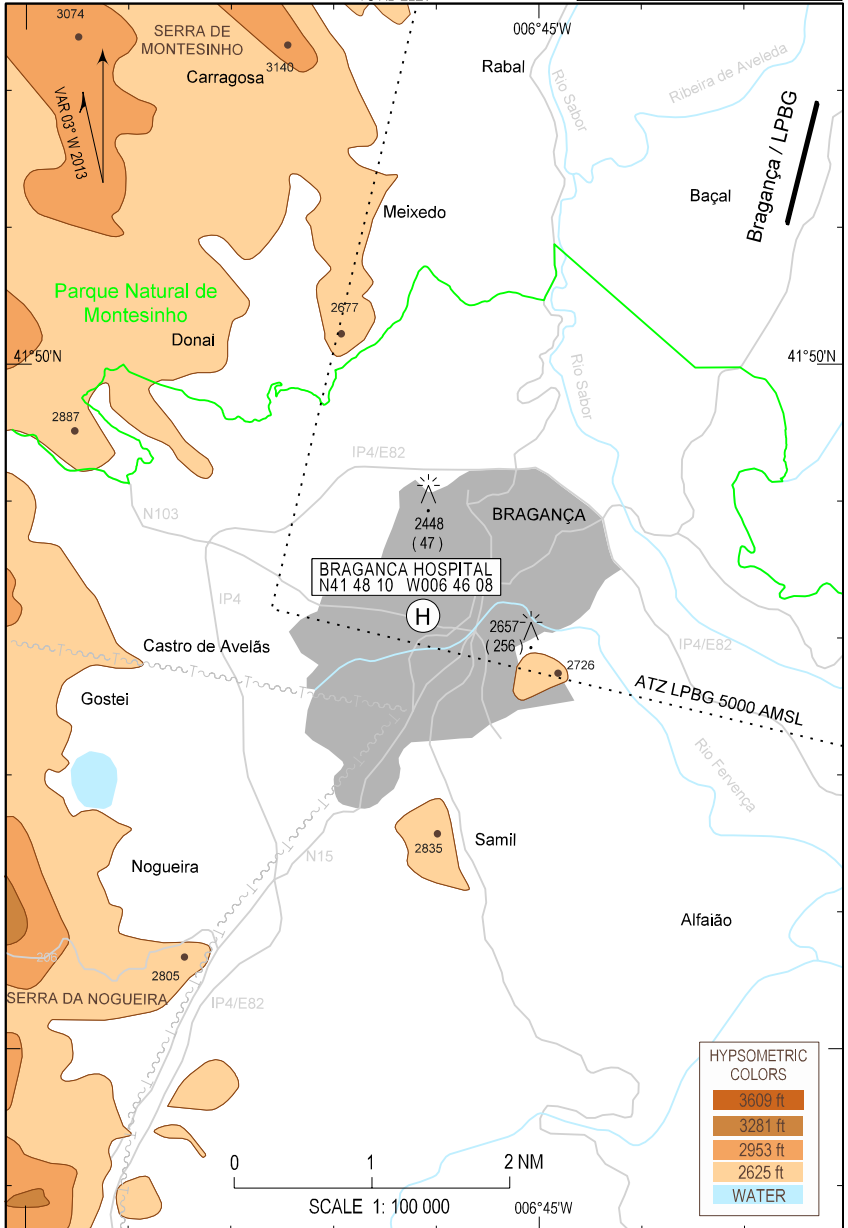 006°45'W
3074
SERRA DE
MONTESINHO
3140
Carragosa
Rabal
Rio Sabor
Ribeira de Aveleda
VAR 03° W 2013
Bragança / LPBG
Baçal
Meixedo
Parque Natural de
Montesinho
2677
Donai
41°50'N
41°50'N
Rio Sabor
2887
IP4/E82
N103
2448
( 47 )
BRAGANÇA
BRAGANCA HOSPITAL
N41 48 10 W006 46 08
H
IP4
2657
( 256 )
Castro de Avelãs
IP4/E82
2726
ATZ LPBG 5000 AMSL
Gostei
Rio Fervença
T
T
T
T
T
T
2835
Samil
N15
Nogueira
Alfaião
206
2805
SERRA DA NOGUEIRA
IP4/E82
HYPSOMETRIC
COLORS
3609 ft
3281 ft
2953 ft
2625 ft
WATER
0 1 2 NM
SCALE 1: 100 000
006°45'W